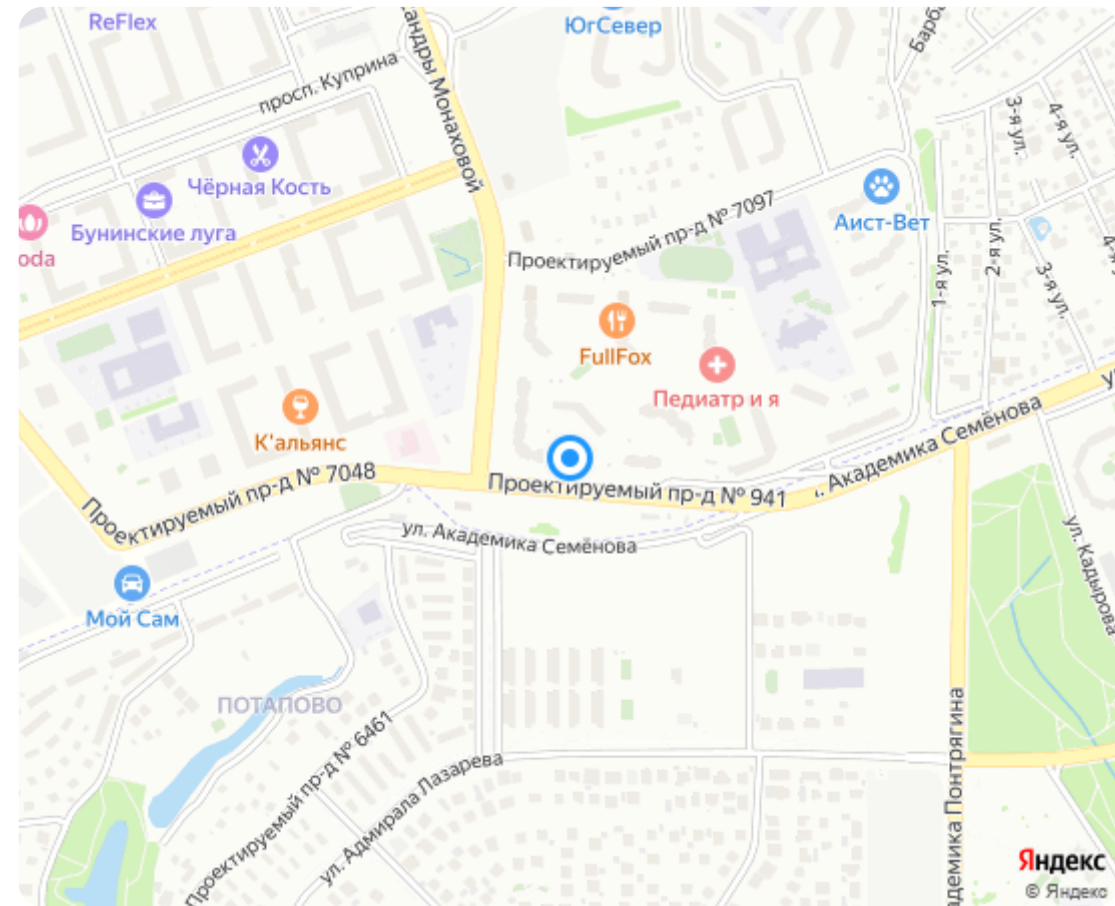 ReFlex
ЮгСевер
просп. Куприна
Чёрная Кость
Бунинские луга
Проектируемый пр-д № 7097
Аист-Вет
3-я ул.
4-я ул.
2-я ул.
1-я ул.
3-я ул.
FullFox
Педиатр и я
К'альянс
Проектируемый пр-д № 7048
Проектируемый пр-д № 941
Академика Семёнова
ул. Академика Семёнова
ул. Кадырова
Мой Сам
ПОТАПОВО
Проектируемый пр-д № 6461
ул. Адмирала Лазарева
Понтрягина
Яндекс
© Яндекс